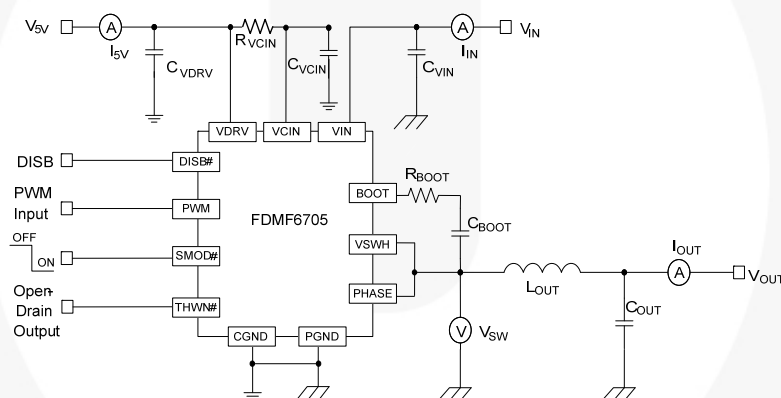 V5V
A
I5V
CVDRV
RVCIN
CVCIN
CVIN
A
IIN
VIN
VDRV
VCIN
VIN
DISB
DISB#
PWM
Input
PWM
OFF
ON
SMOD#
Open-
Drain
Output
THWN#
FDMF6705
BOOT
RBOOT
CBOOT
VSWH
PHASE
LOUT
IOUT
A
VOUT
COUT
V
VSW
CGND
PGND